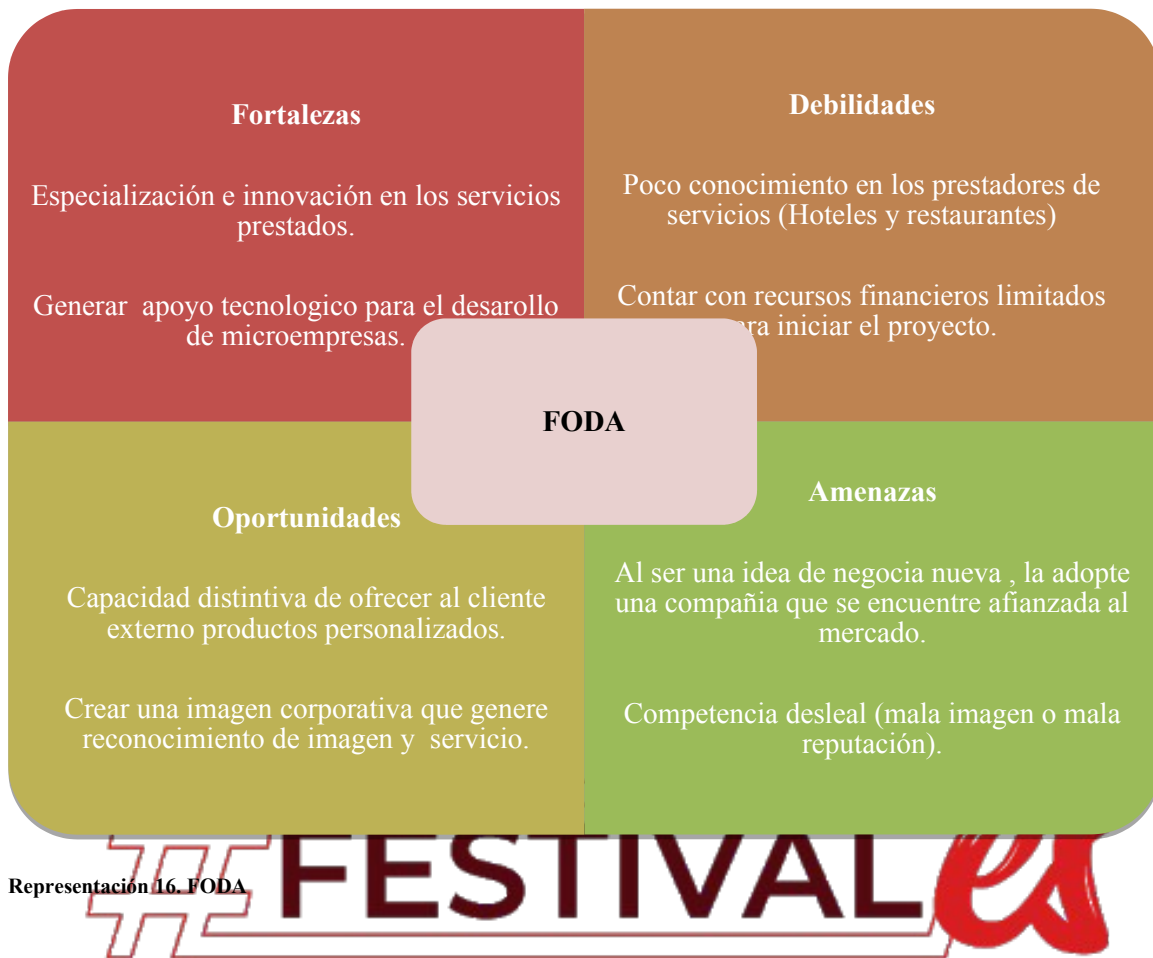 Fortalezas
Especialización e innovación en los servicios
prestados.
Generar apoyo tecnologico para el desarollo
de microempresas.
Debilidades
Poco conocimiento en los prestadores de
servicios (Hoteles y restaurantes)
Contar con recursos financieros limitados
iniciar el proyecto.
FODA
Oportunidades
Capacidad distintiva de ofrecer al cliente
externo productos personalizados.
Crear una imagen corporativa que genere
reconocimiento de imagen y servicio.
Amenazas
Al ser una idea de negocia nueva , la adopte
una compañia que se encuentre afianzada al
mercado.
Competencia desleal (mala imagen o mala
reputación).
Representación 16. FODA
#FESTIVALes